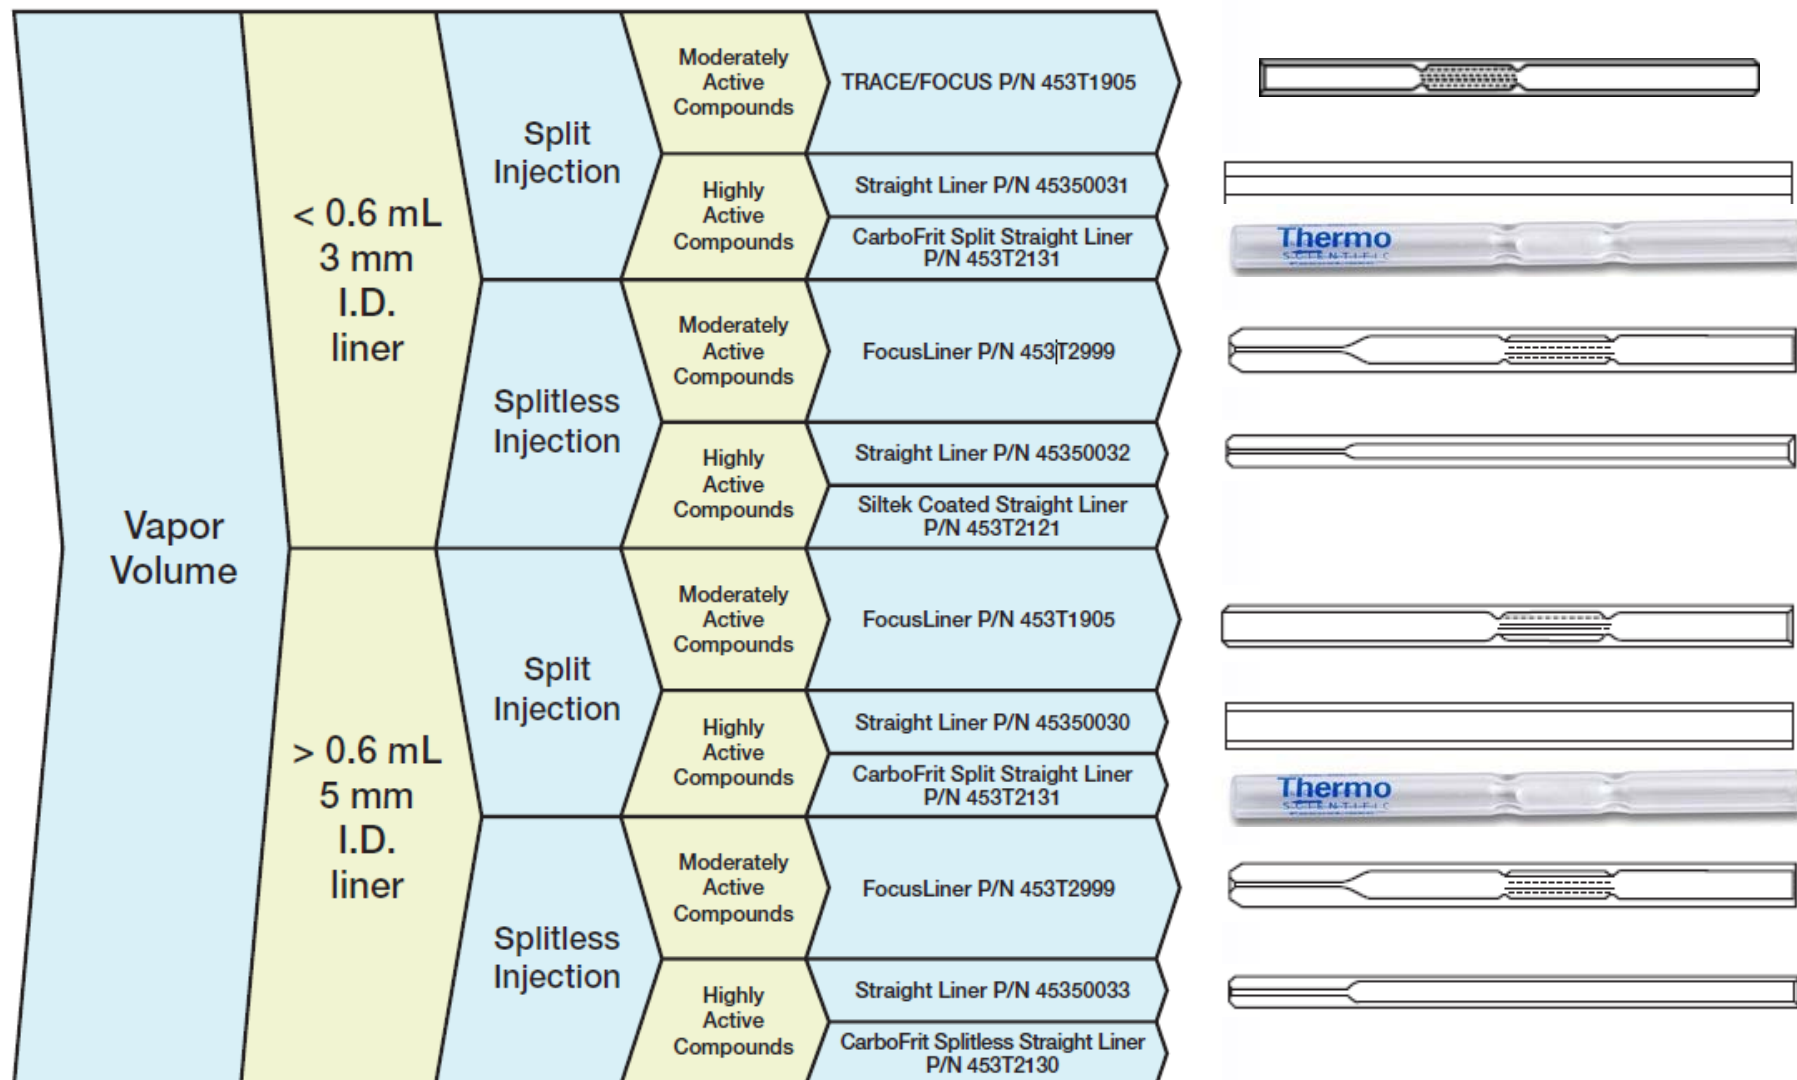 Vapor
Volume
< 0.6 mL
3 mm
I.D.
liner
Split
Injection
Moderately
Active
Compounds
TRACE/FOCUS P/N 453T1905
Highly
Active
Compounds
Straight Liner P/N 45350031
CarboFrit Split Straight Liner
P/N 453T2131
Thermo
SCIENTIFIC
Splitless
Injection
Moderately
Active
Compounds
FocusLiner P/N 453T2999
Highly
Active
Compounds
Straight Liner P/N 45350032
Siltek Coated Straight Liner
P/N 453T2121
> 0.6 mL
5 mm
I.D.
liner
Split
Injection
Moderately
Active
Compounds
FocusLiner P/N 453T1905
Highly
Active
Compounds
Straight Liner P/N 45350030
CarboFrit Split Straight Liner
P/N 453T2131
Thermo
SCIENTIFIC
Splitless
Injection
Moderately
Active
Compounds
FocusLiner P/N 453T2999
Highly
Active
Compounds
Straight Liner P/N 45350033
CarboFrit Splitless Straight Liner
P/N 453T2130